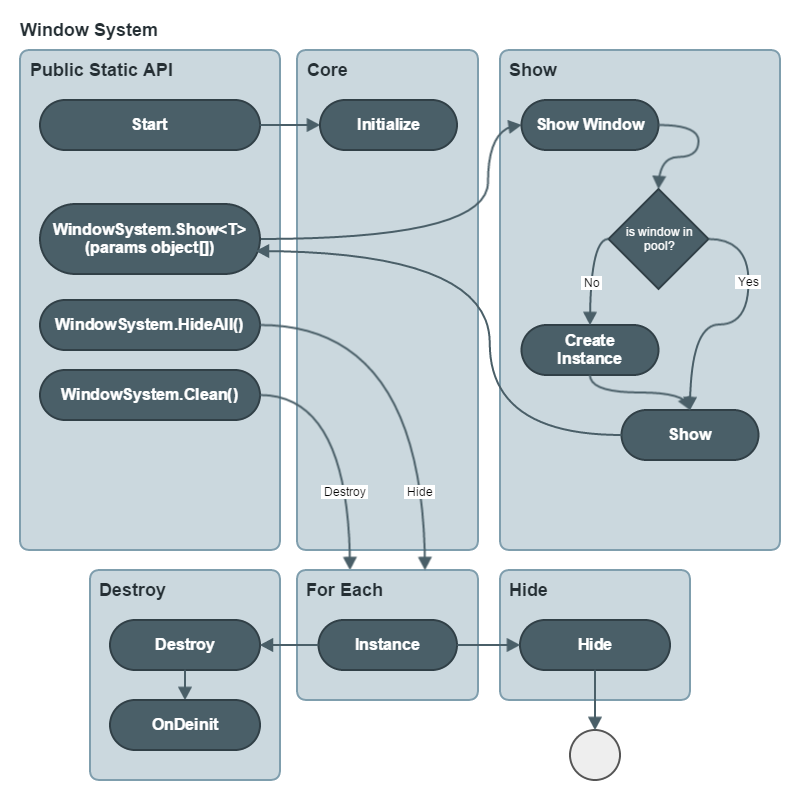 Window System
Public Static API
Start
WindowSystem.Show<T>
(params object[])
WindowSystem.HideAll()
WindowSystem.Clean()
Core
Initialize
Show
Show Window
is window in
pool?
No
Yes
Create
Instance
Show
Destroy
Hide
Destroy
Destroy
OnDeinit
For Each
Instance
Hide
Hide